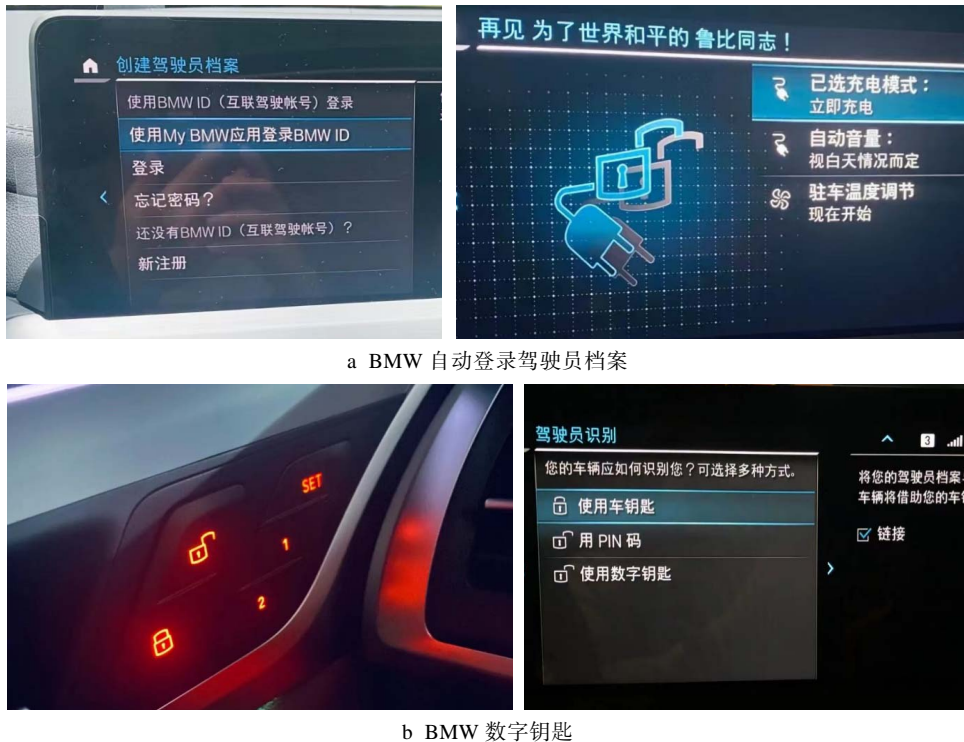 创建驾驶员档案
使用BMW ID（互联驾驶帐号）登录
使用My BMW应用登录BMW ID
登录
忘记密码？
还没有BMW ID（互联驾驶帐号）？
新注册
再见 为了世界和平的 鲁比同志！
已选充电模式：
立即充电
自动音量：
视白天情况而定
驻车温度调节
现在开始
a BMW 自动登录驾驶员档案
SET
1
2
驾驶员识别
3
您的车辆应如何识别您？可选择多种方式。
使用车钥匙
用 PIN 码
使用数字钥匙
将您的驾驶员档案
车辆将借助您的车
链接
b BMW 数字钥匙